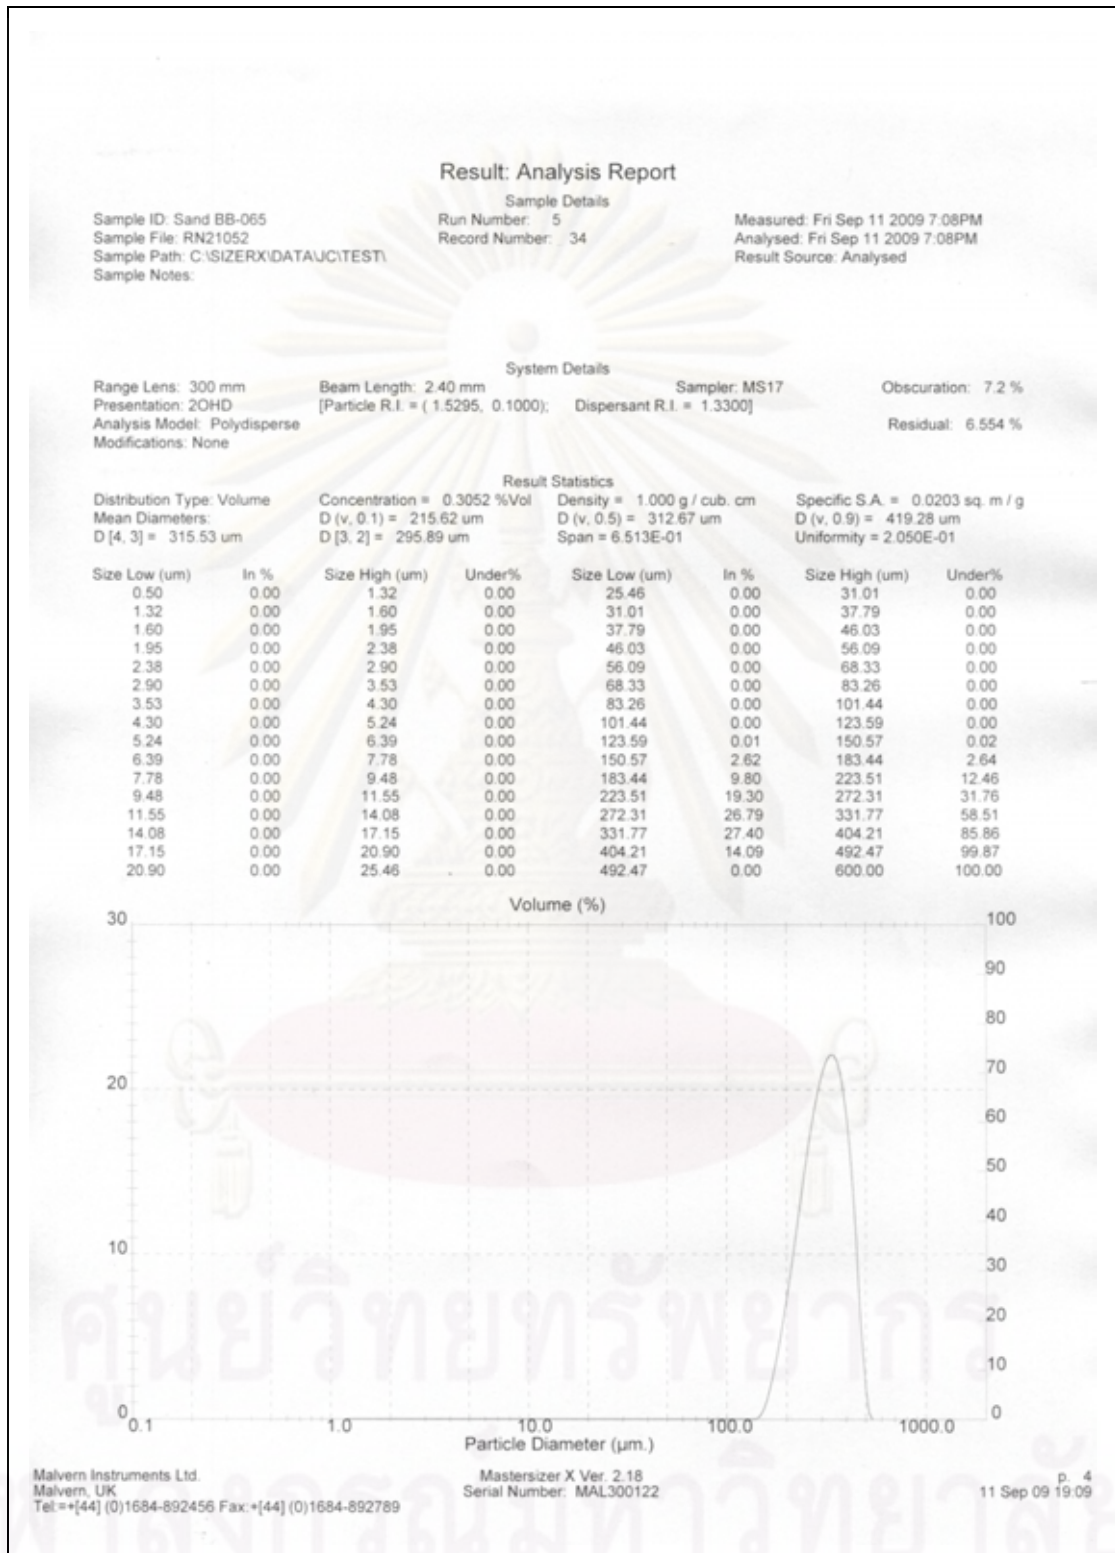 Result: Analysis Report
Sample Details
Sample ID: Sand BB-065 Run Number: 5 Measured: Fri Sep 11 2009 7:08PM
Sample File: RN21052 Record Number: 34 Analysed: Fri Sep 11 2009 7:08PM
Sample Path: C:\SIZERX\DATA\JC\TEST\ Result Source: Analysed
Sample Notes:
System Details
Range Lens: 300 mm Beam Length: 2.40 mm Sampler: MS17 Obscuration: 7.2 %
Presentation: 2OHD [Particle R.I. = ( 1.5295, 0.1000); Dispersant R.I. = 1.3300]
Analysis Model: Polydisperse Residual: 6.554 %
Modifications: None
Result Statistics
Distribution Type: Volume Concentration = 0.3052 %Vol Density = 1.000 g / cub. cm Specific S.A. = 0.0203 sq. m / g
Mean Diameters: D (v, 0.1) = 215.62 um D (v, 0.5) = 312.67 um D (v, 0.9) = 419.28 um
D [4, 3] = 315.53 um D [3, 2] = 295.89 um Span = 6.513E-01 Uniformity = 2.050E-01
Size Low (um) In % Size High (um) Under% Size Low (um) In % Size High (um) Under%
0.50 0.00 1.32 0.00 25.46 0.00 31.01 0.00
1.32 0.00 1.60 0.00 31.01 0.00 37.79 0.00
1.60 0.00 1.95 0.00 37.79 0.00 46.03 0.00
1.95 0.00 2.38 0.00 46.03 0.00 56.09 0.00
2.38 0.00 2.90 0.00 56.09 0.00 68.33 0.00
2.90 0.00 3.53 0.00 68.33 0.00 83.26 0.00
3.53 0.00 4.30 0.00 83.26 0.00 101.44 0.00
4.30 0.00 5.24 0.00 101.44 0.00 123.59 0.00
5.24 0.00 6.39 0.00 123.59 0.01 150.57 0.02
6.39 0.00 7.78 0.00 150.57 2.62 183.44 2.64
7.78 0.00 9.48 0.00 183.44 9.80 223.51 12.46
9.48 0.00 11.55 0.00 223.51 19.30 272.31 31.76
11.55 0.00 14.08 0.00 272.31 26.79 331.77 58.51
14.08 0.00 17.15 0.00 331.77 27.40 404.21 85.86
17.15 0.00 20.90 0.00 404.21 14.09 492.47 99.87
20.90 0.00 25.46 0.00 492.47 0.00 600.00 100.00
Volume (%)
30 100
90
80
70
20
60
50
40
10
30
20
10
0 0
0.1 1.0 10.0 100.0 1000.0
Particle Diameter (µm.)
ศูนย์วิทยทรัพยากร
Malvern Instruments Ltd. Mastersizer X Ver. 2.18 p. 4
Malvern, UK Serial Number: MAL300122 11 Sep 09 19:09
Tel:=+[44] (0)1684-892456 Fax:+[44] (0)1684-892789